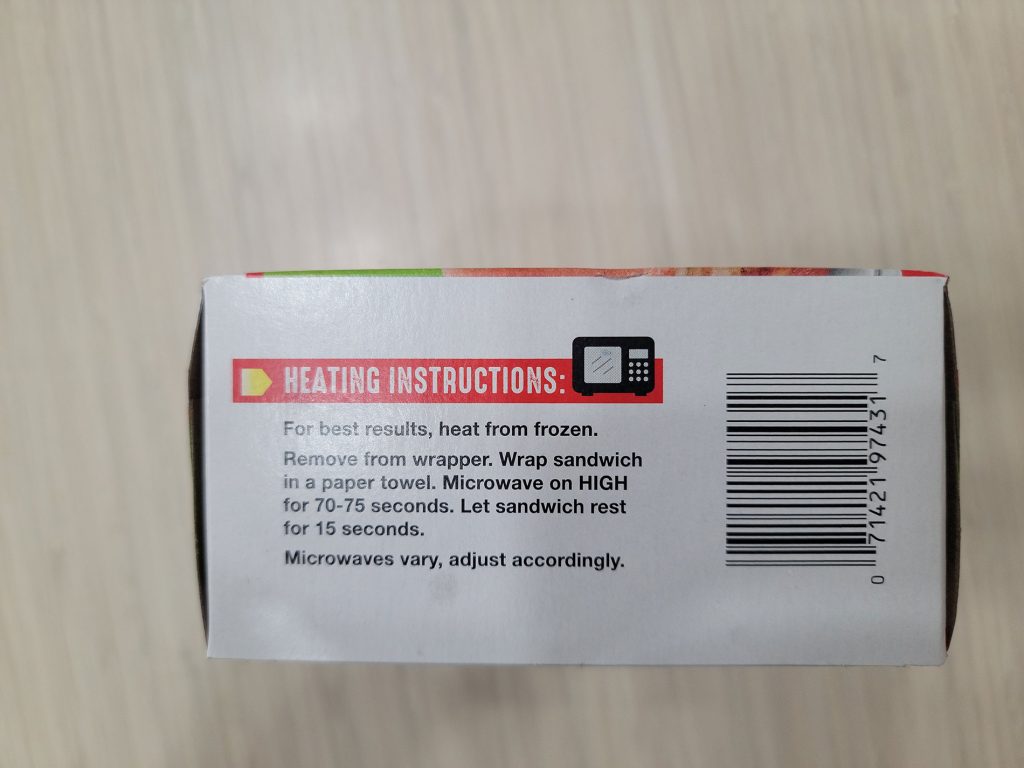 HEATING INSTRUCTIONS:
For best results, heat from frozen.
Remove from wrapper. Wrap sandwich
in a paper towel. Microwave on HIGH
for 70-75 seconds. Let sandwich rest
for 15 seconds.
Microwaves vary, adjust accordingly.
0 71421 97431 7